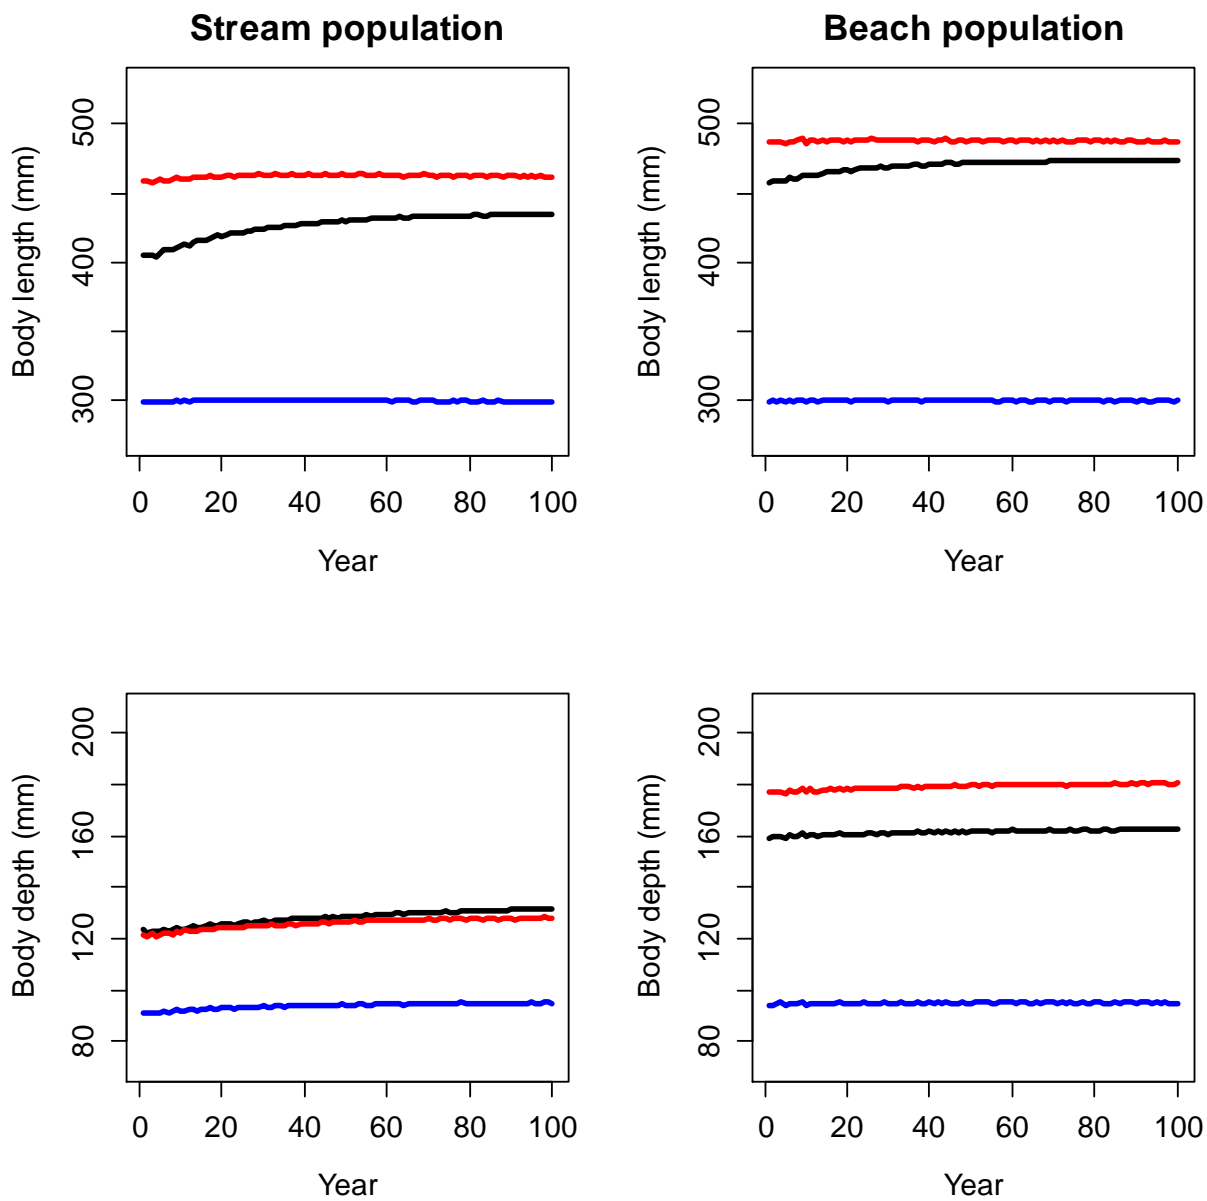 Stream population
Body length (mm)
300 400 500
0 20 40 60 80 100
Year
Beach population
Body length (mm)
300 400 500
0 20 40 60 80 100
Year
Body depth (mm)
80 120 160 200
0 20 40 60 80 100
Year
Body depth (mm)
80 120 160 200
0 20 40 60 80 100
Year